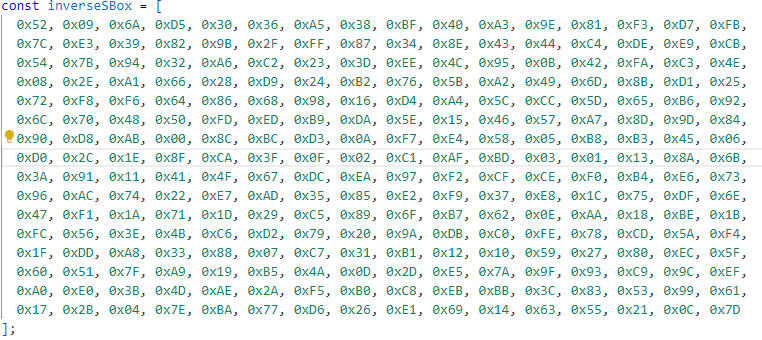 const inverseSBox = [
0x52, 0x09, 0x6A, 0xD5, 0x30, 0x36, 0xA5, 0x38, 0xBF, 0x40, 0xA3, 0x9E, 0x81, 0xF3, 0xD7, 0xFB,
0x7C, 0xE3, 0x39, 0x82, 0x9B, 0x2F, 0xFF, 0x87, 0x34, 0x8E, 0x43, 0x44, 0xC4, 0xDE, 0xE9, 0xCB,
0x54, 0x7B, 0x94, 0x32, 0xA6, 0xC2, 0x23, 0x3D, 0xEE, 0x4C, 0x95, 0x0B, 0x42, 0xFA, 0xC3, 0x4E,
0x08, 0x2E, 0xA1, 0x66, 0x28, 0xD9, 0x24, 0xB2, 0x76, 0x5B, 0xA2, 0x49, 0x6D, 0x8B, 0xD1, 0x25,
0x72, 0xF8, 0xF6, 0x64, 0x86, 0x68, 0x98, 0x16, 0xD4, 0xA4, 0x5C, 0xCC, 0x5D, 0x65, 0xB6, 0x92,
0x6C, 0x70, 0x48, 0x50, 0xFD, 0xED, 0xB9, 0xDA, 0x5E, 0x15, 0x46, 0x57, 0xA7, 0x8D, 0x9D, 0x84,
0x90, 0xD8, 0xAB, 0x00, 0x8C, 0xBC, 0xD3, 0x0A, 0xF7, 0xE4, 0x58, 0x05, 0xB8, 0xB3, 0x45, 0x06,
0xD0, 0x2C, 0x1E, 0x8F, 0xCA, 0x3F, 0x0F, 0x02, 0xC1, 0xAF, 0xBD, 0x03, 0x01, 0x13, 0x8A, 0x6B,
0x3A, 0x91, 0x11, 0x41, 0x4F, 0x67, 0xDC, 0xEA, 0x97, 0xF2, 0xCF, 0xCE, 0xF0, 0xB4, 0xE6, 0x73,
0x96, 0xAC, 0x74, 0x22, 0xE7, 0xAD, 0x35, 0x85, 0xE2, 0xF9, 0x37, 0xE8, 0x1C, 0x75, 0xDF, 0x6E,
0x47, 0xF1, 0x1A, 0x71, 0x1D, 0x29, 0xC5, 0x89, 0x6F, 0xB7, 0x62, 0x0E, 0xAA, 0x18, 0xBE, 0x1B,
0xFC, 0x56, 0x3E, 0x4B, 0xC6, 0xD2, 0x79, 0x20, 0x9A, 0xDB, 0xC0, 0xFE, 0x78, 0xCD, 0x5A, 0xF4,
0x1F, 0xDD, 0xA8, 0x33, 0x88, 0x07, 0xC7, 0x31, 0xB1, 0x12, 0x10, 0x59, 0x27, 0x80, 0xEC, 0x5F,
0x60, 0x51, 0x7F, 0xA9, 0x19, 0xB5, 0x4A, 0x0D, 0x2D, 0xE5, 0x7A, 0x9F, 0x93, 0xC9, 0x9C, 0xEF,
0xA0, 0xE0, 0x3B, 0x4D, 0xAE, 0x2A, 0xF5, 0xB0, 0xC8, 0xEB, 0xBB, 0x3C, 0x83, 0x53, 0x99, 0x61,
0x17, 0x2B, 0x04, 0x7E, 0xBA, 0x77, 0xD6, 0x26, 0xE1, 0x69, 0x14, 0x63, 0x55, 0x21, 0x0C, 0x7D
];